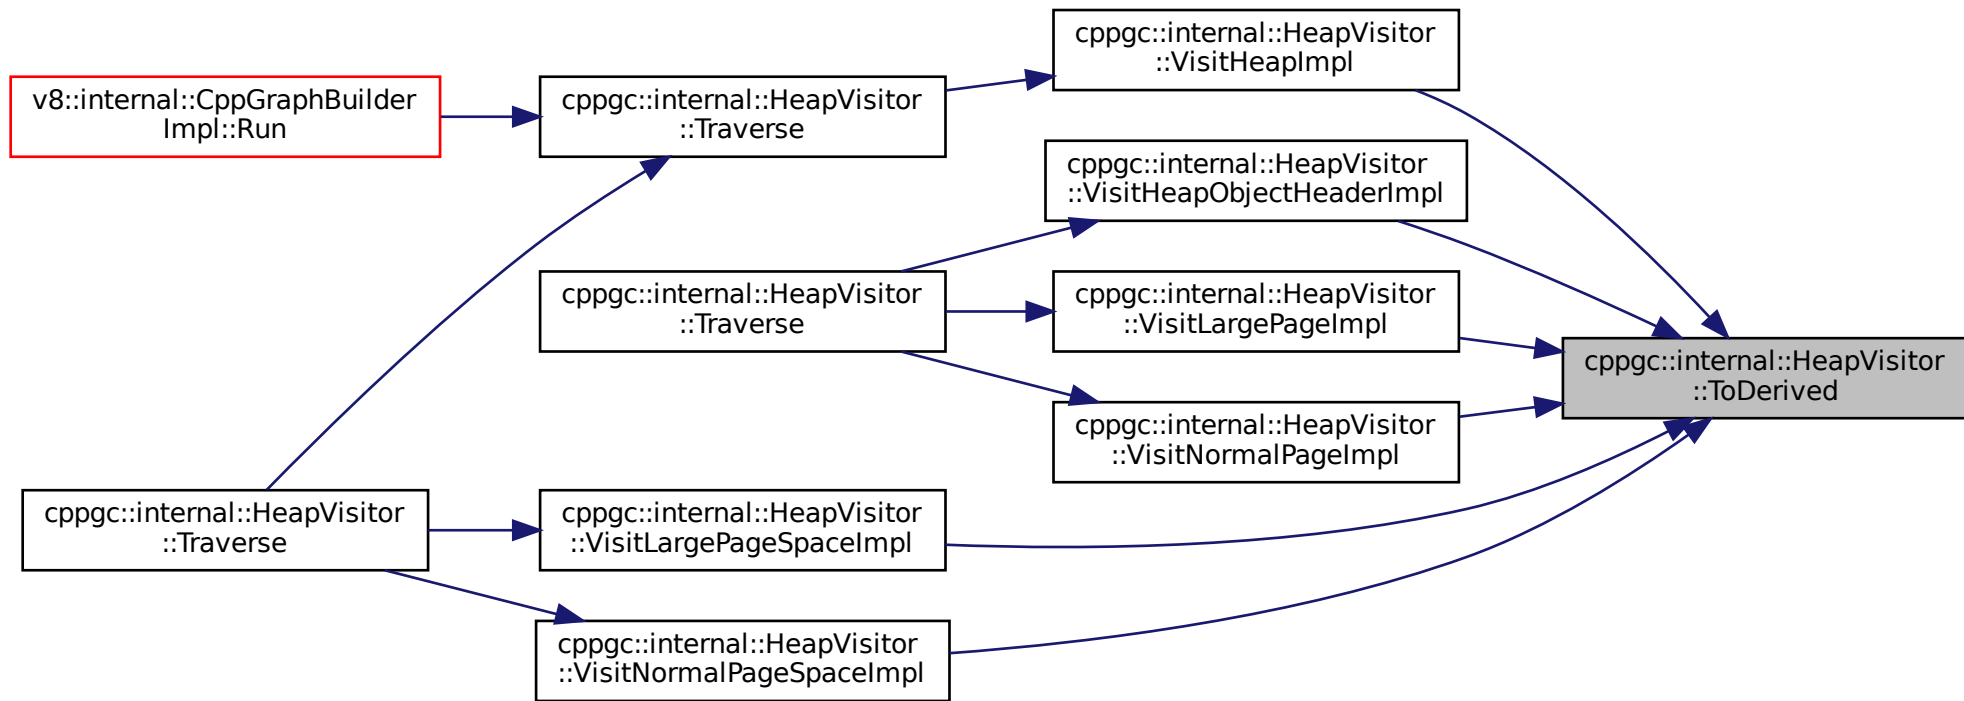 cppgc::internal::HeapVisitor
::VisitHeapImpl
v8::internal::CppGraphBuilder
Impl::Run
cppgc::internal::HeapVisitor
::Traverse
cppgc::internal::HeapVisitor
::VisitHeapObjectHeaderImpl
cppgc::internal::HeapVisitor
::Traverse
cppgc::internal::HeapVisitor
::VisitLargePageImpl
cppgc::internal::HeapVisitor
::ToDerived
cppgc::internal::HeapVisitor
::VisitNormalPageImpl
cppgc::internal::HeapVisitor
::Traverse
cppgc::internal::HeapVisitor
::VisitLargePageSpaceImpl
cppgc::internal::HeapVisitor
::VisitNormalPageSpaceImpl